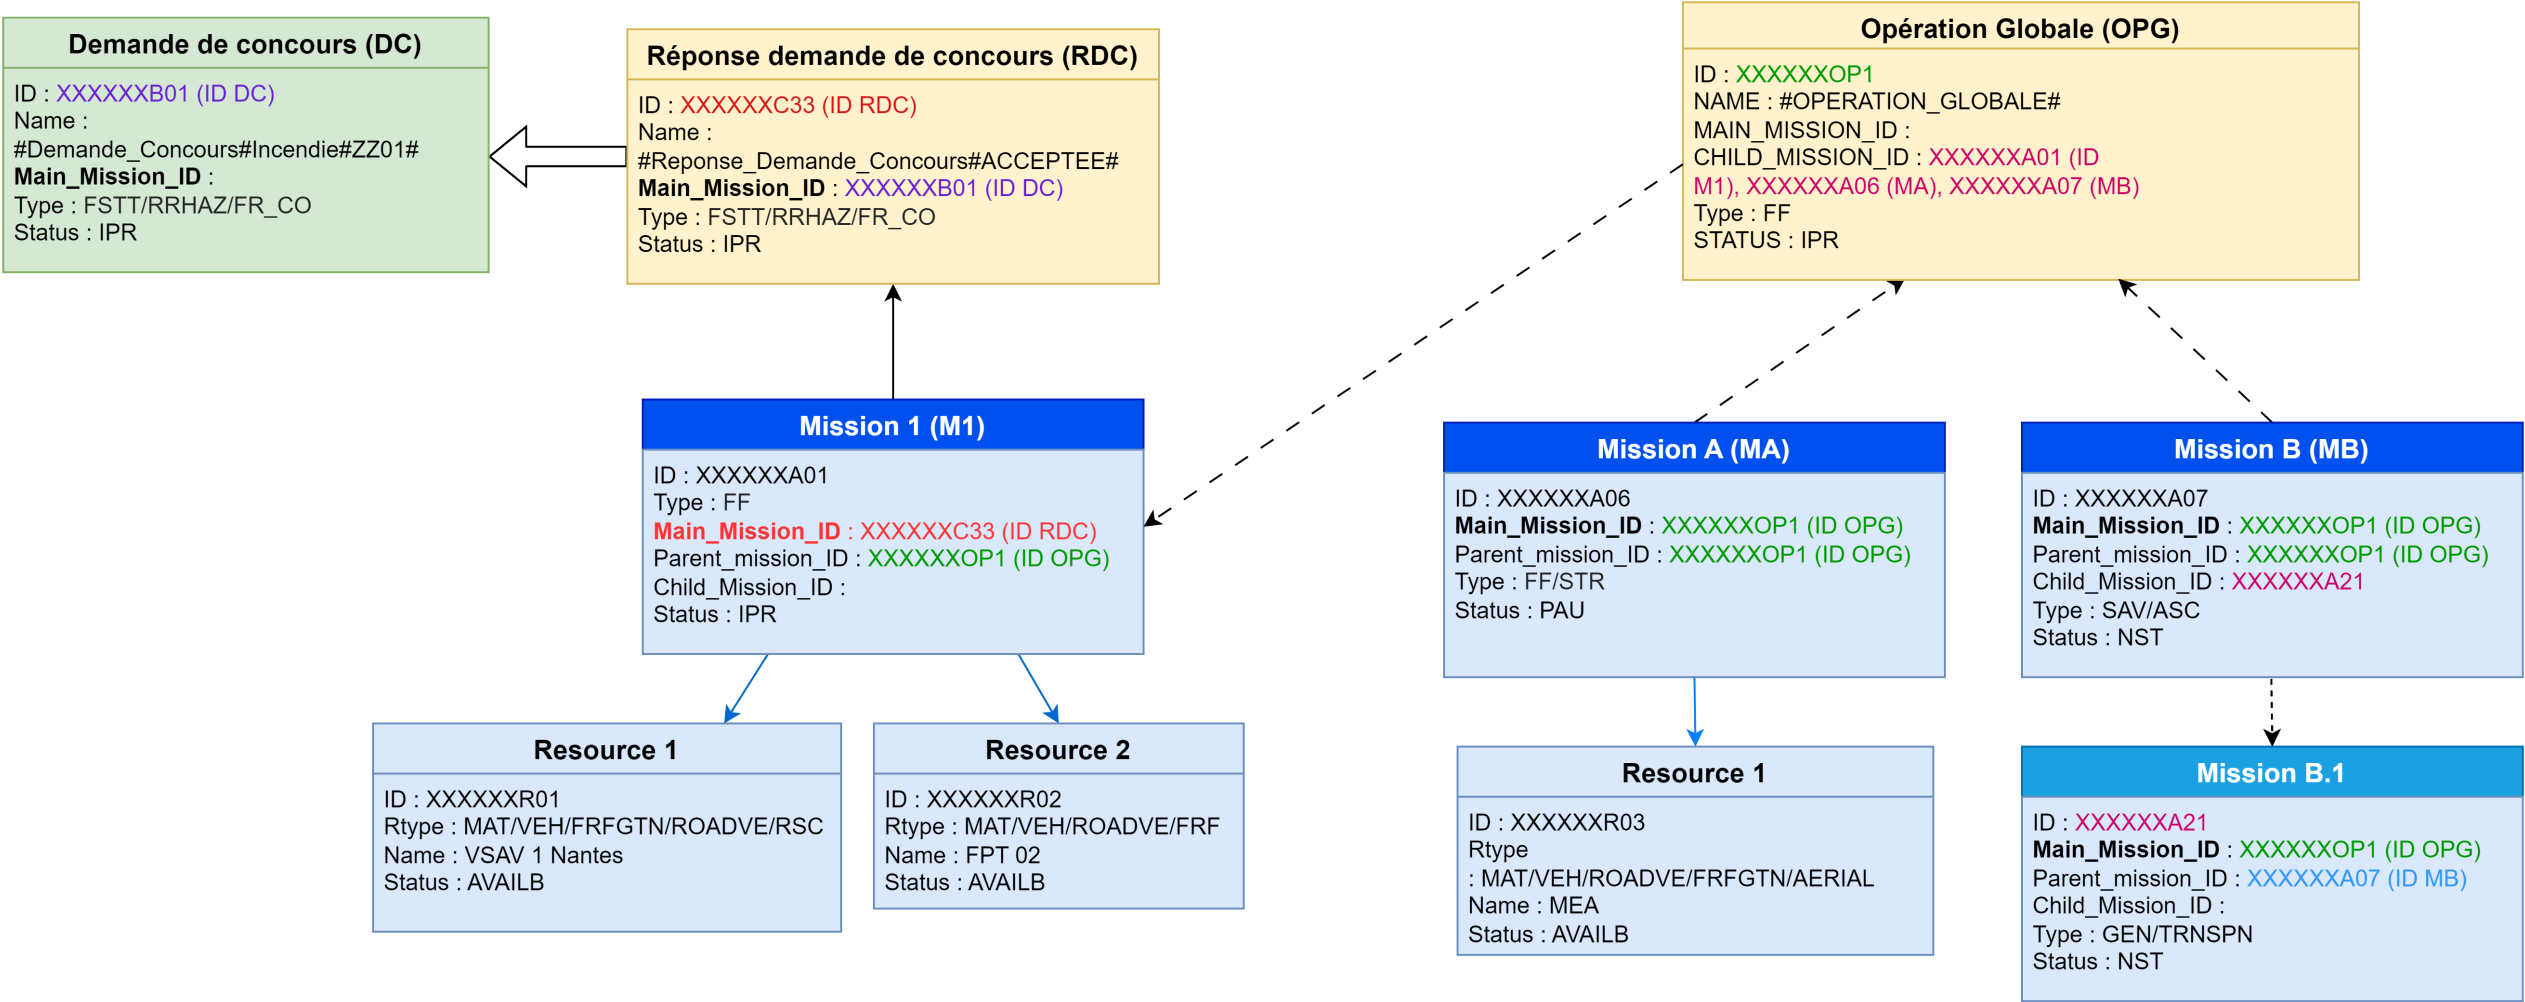 Demande de concours (DC)
ID : XXXXXXB01 (ID DC)
Name :
#Demande_Concours#Incendie#ZZ01#
Main_Mission_ID :
Type : FSTT/RRHAZ/FR_CO
Status : IPR
Réponse demande de concours (RDC)
ID : XXXXXXC33 (ID RDC)
Name :
#Reponse_Demande_Concours#ACCEPTEE#
Main_Mission_ID : XXXXXXB01 (ID DC)
Type : FSTT/RRHAZ/FR_CO
Status : IPR
Opération Globale (OPG)
ID : XXXXXXOP1
NAME : #OPERATION_GLOBALE#
MAIN_MISSION_ID :
CHILD_MISSION_ID : XXXXXXA01 (ID
M1), XXXXXXA06 (MA), XXXXXXA07 (MB)
Type : FF
STATUS : IPR
Mission 1 (M1)
ID : XXXXXXA01
Type : FF
Main_Mission_ID : XXXXXXC33 (ID RDC)
Parent_mission_ID : XXXXXXOP1 (ID OPG)
Child_Mission_ID :
Status : IPR
Mission A (MA)
ID : XXXXXXA06
Main_Mission_ID : XXXXXXOP1 (ID OPG)
Parent_mission_ID : XXXXXXOP1 (ID OPG)
Type : FF/STR
Status : PAU
Mission B (MB)
ID : XXXXXXA07
Main_Mission_ID : XXXXXXOP1 (ID OPG)
Parent_mission_ID : XXXXXXOP1 (ID OPG)
Child_Mission_ID : XXXXXXA21
Type : SAV/ASC
Status : NST
Resource 1
ID : XXXXXXR01
Rtype : MAT/VEH/FRFGTN/ROADVE/RSC
Name : VSAV 1 Nantes
Status : AVAILB
Resource 2
ID : XXXXXXR02
Rtype : MAT/VEH/ROADVE/FRF
Name : FPT 02
Status : AVAILB
Resource 1
ID : XXXXXXR03
Rtype
: MAT/VEH/ROADVE/FRFGTN/AERIAL
Name : MEA
Status : AVAILB
Mission B.1
ID : XXXXXXA21
Main_Mission_ID : XXXXXXOP1 (ID OPG)
Parent_mission_ID : XXXXXXA07 (ID MB)
Child_Mission_ID :
Type : GEN/TRNSPN
Status : NST